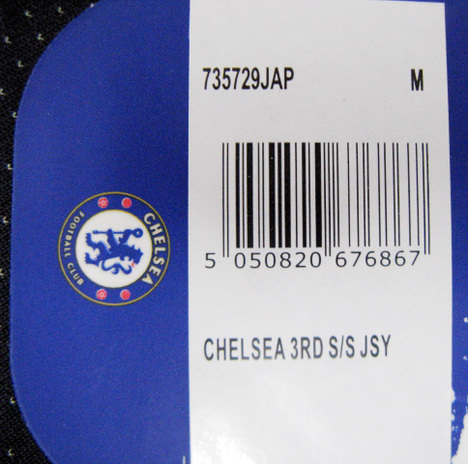 735729JAP M
5 050820 676867
CHELSEA 3RD S/S JSY
CHELSEA
FOOTBALL CLUB